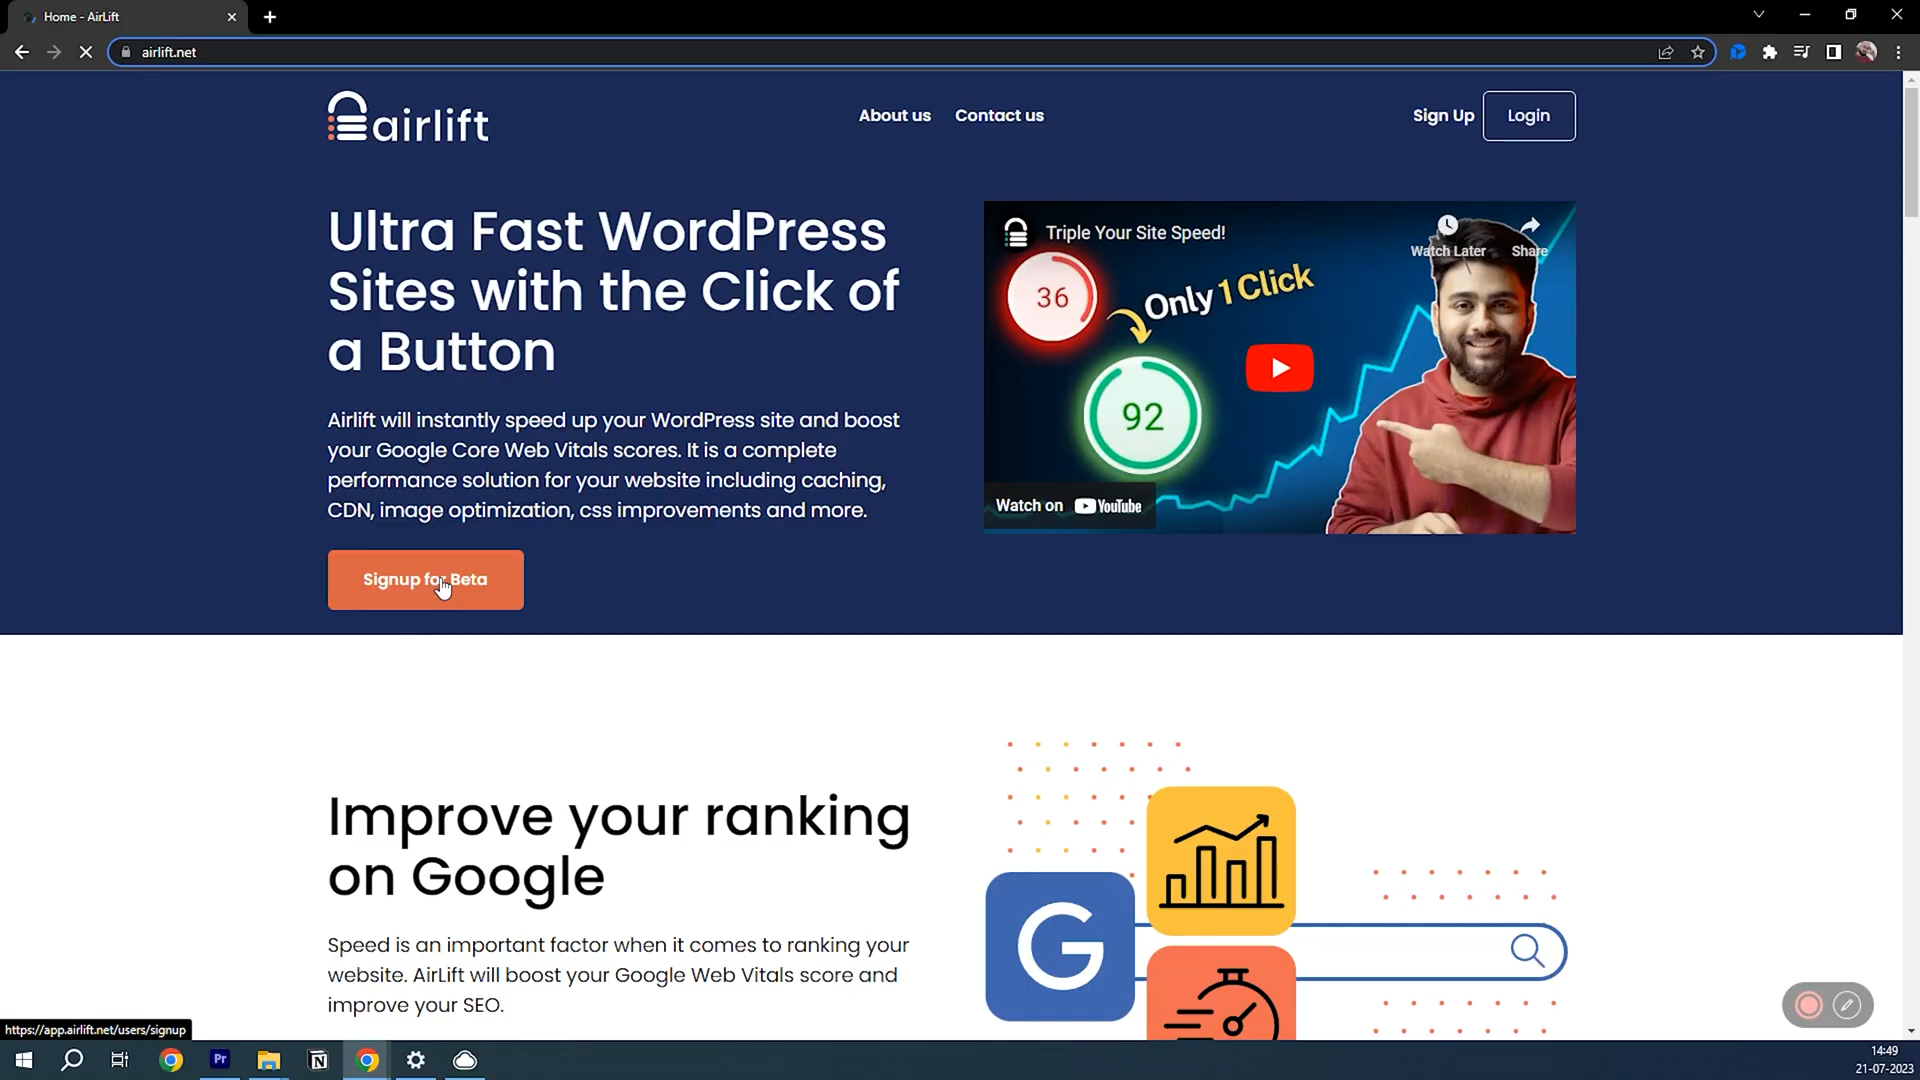 Home - AirLift
airlift.net
airlift
About us
Contact us
Sign Up
Login
Ultra Fast WordPress
Sites with the Click of
a Button
Airlift will instantly speed up your WordPress site and boost
your Google Core Web Vitals scores. It is a complete
performance solution for your website including caching,
CDN, image optimization, css improvements and more.
Signup for Beta
Triple Your Site Speed!
Watch Later
Share
36
Only 1 Click
92
Watch on YouTube
Improve your ranking
on Google
Speed is an important factor when it comes to ranking your
website. AirLift will boost your Google Web Vitals score and
improve your SEO.
G
https://app.airlift.net/users/signup
Pr
N
14:49
21-07-2023